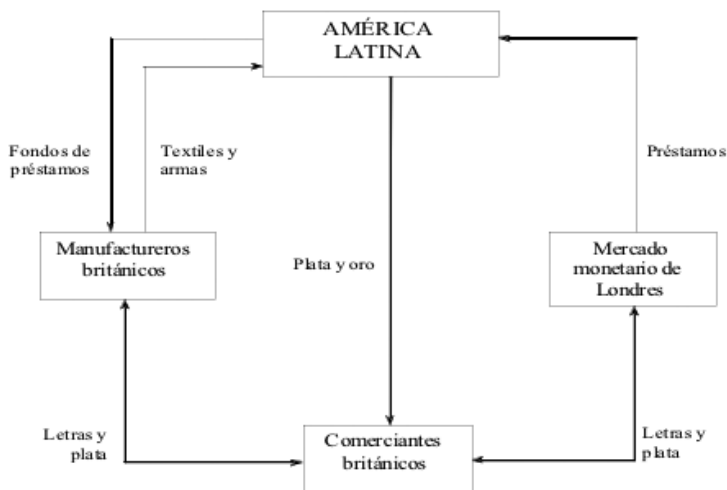 AMÉRICA
LATINA
Fondos de
préstamos
Textiles y
armas
Préstamos
Manufactureros
británicos
Plata y oro
Mercado
monetario de
Londres
Letras y
plata
Comerciantes
británicos
Letras y
plata